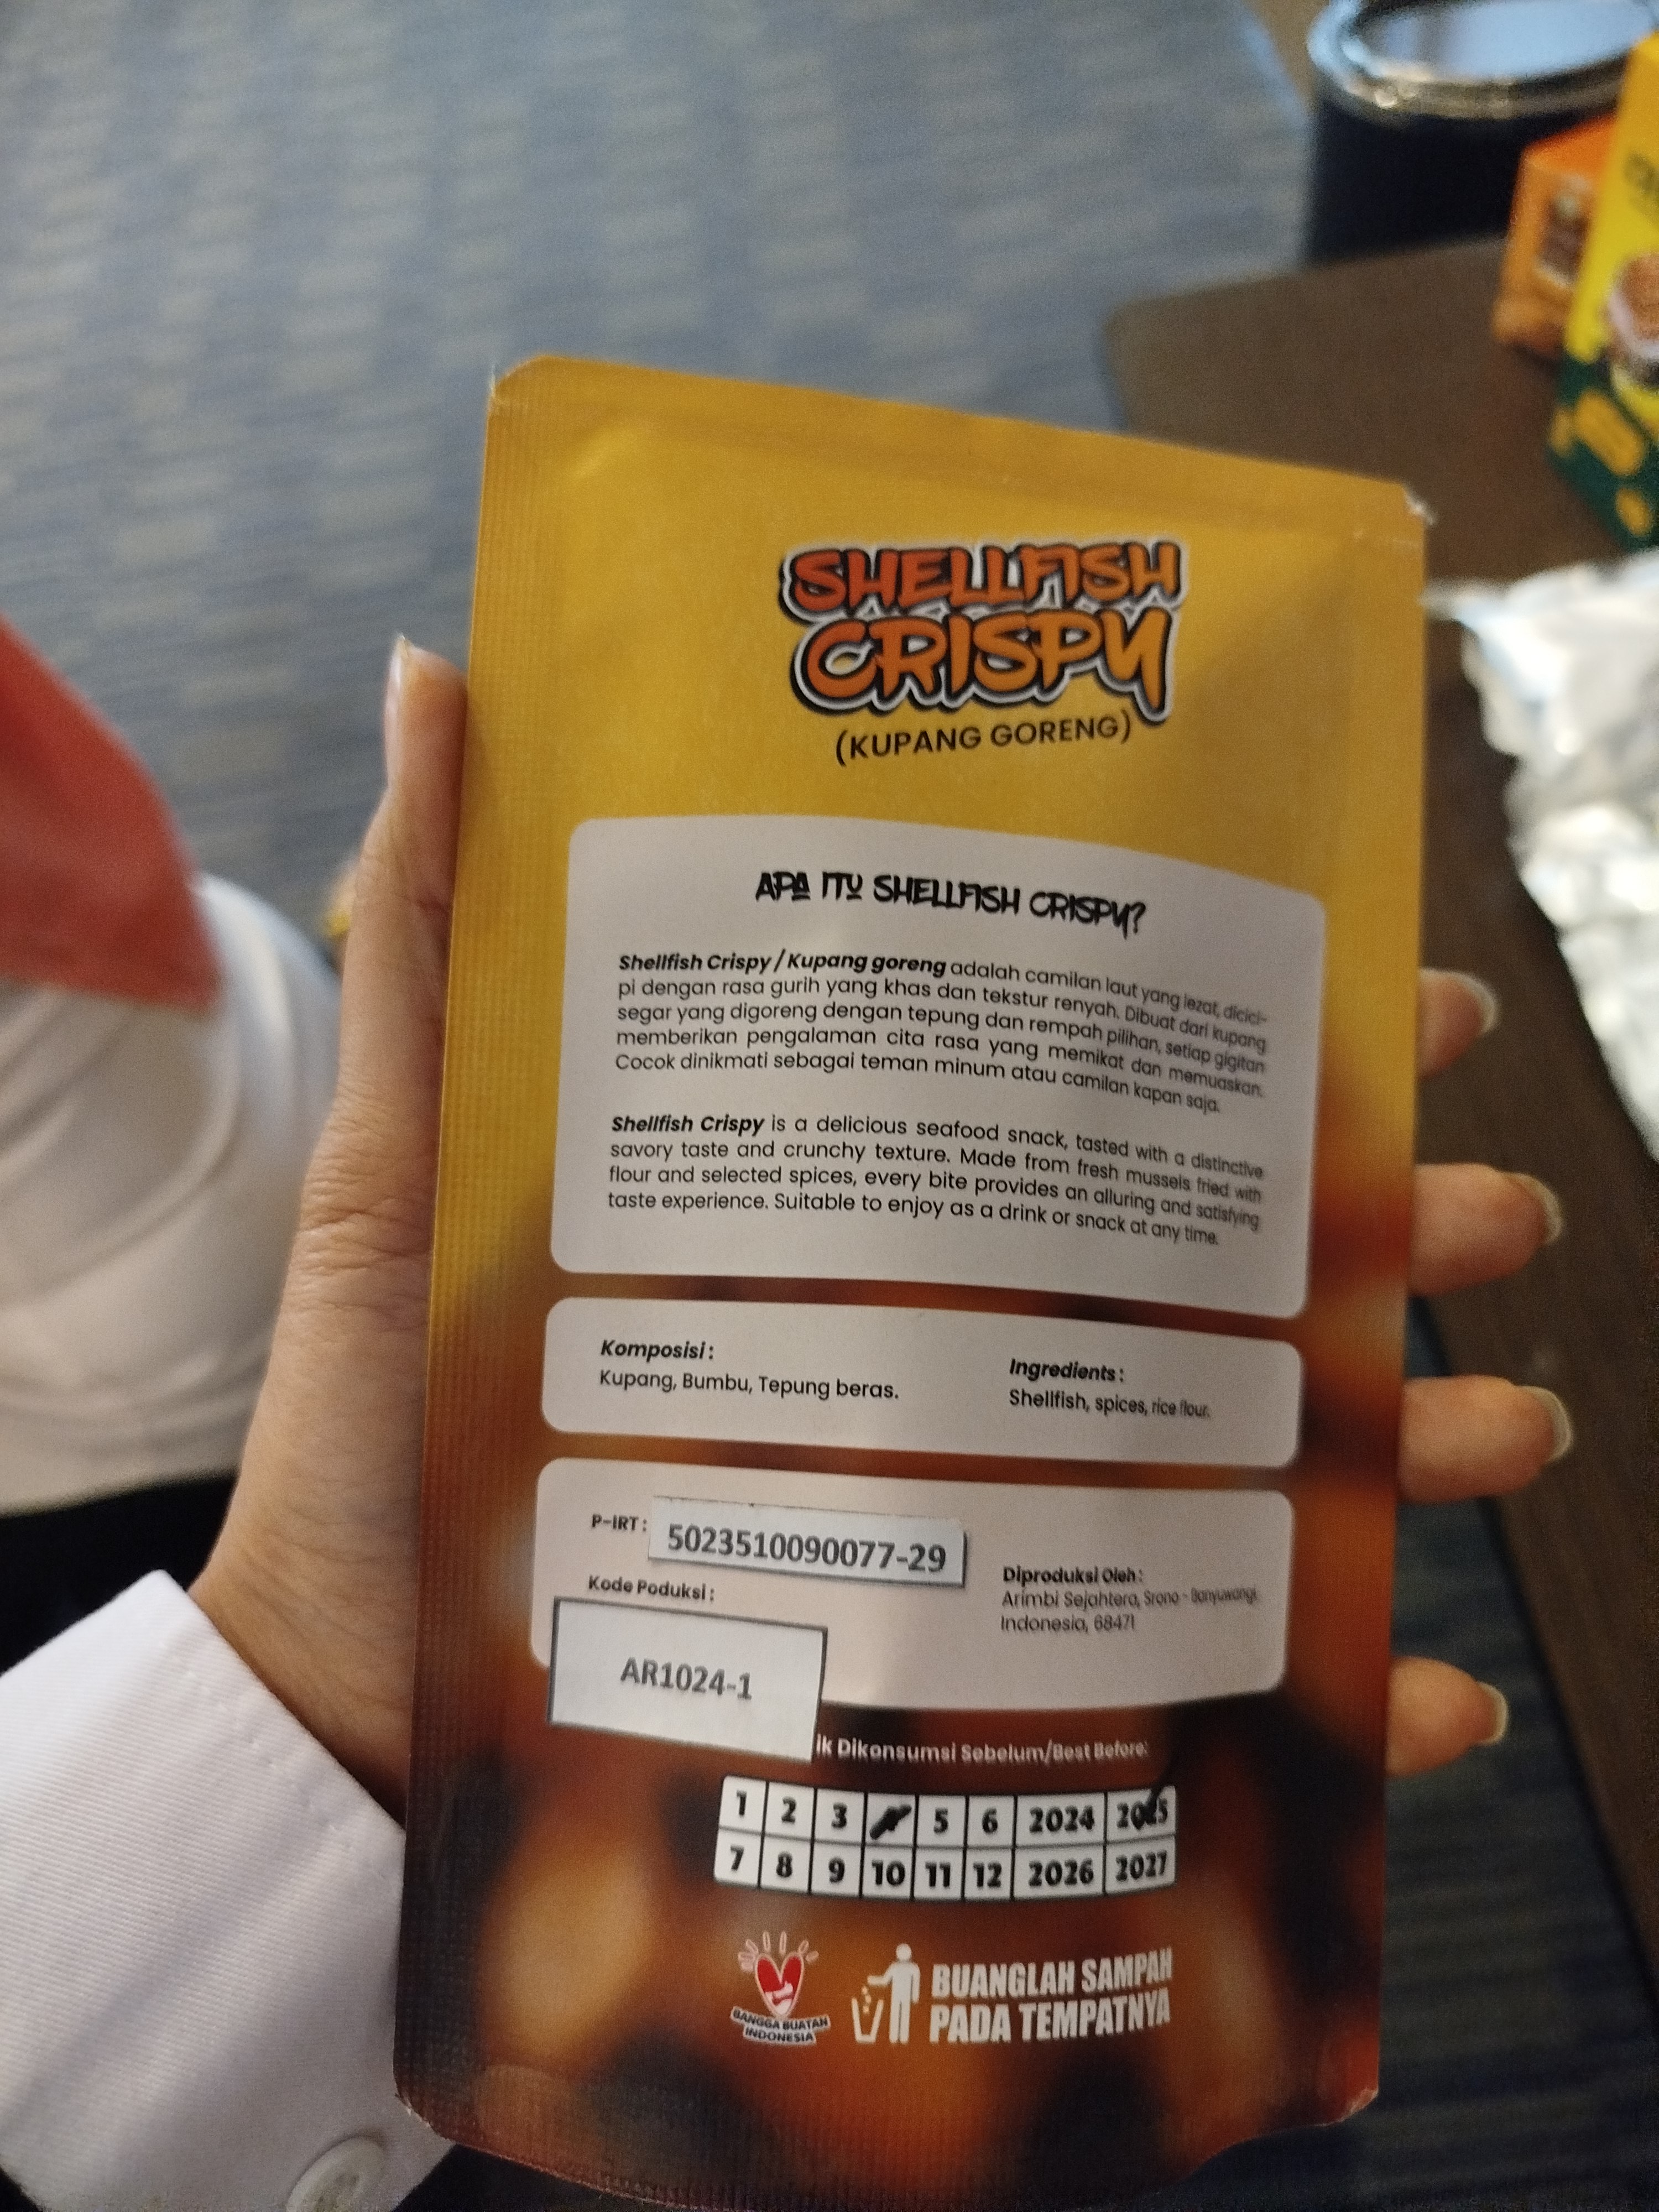 SHELLFISH
CRISPY
(KUPANG GORENG)
APA ITU SHELLFISH CRISPY?
Shellfish Crispy / Kupang goreng adalah camilan laut yang lezat, dicici-
pi dengan rasa gurih yang khas dan tekstur renyah. Dibuat dari kupang
segar yang digoreng dengan tepung dan rempah pilihan, setiap gigitan
memberikan pengalaman cita rasa yang memikat dan memuaskan.
Cocok dinikmati sebagai teman minum atau camilan kapan saja.
Shellfish Crispy is a delicious seafood snack, tasted with a distinctive
savory taste and crunchy texture. Made from fresh mussels fried with
flour and selected spices, every bite provides an alluring and satisfying
taste experience. Suitable to enjoy as a drink or snack at any time.
Komposisi :
Kupang, Bumbu, Tepung beras.
Ingredients :
Shellfish, spices, rice flour.
P-IRT : 5023510090077-29
Kode Poduksi :
AR1024-1
Diproduksi Oleh :
Arimbi Sejahtera, Srono - Banyuwangi,
Indonesia, 68471
ik Dikonsumsi Sebelum/Best Before:
1 2 3 5 6 2024 2025
7 8 9 10 11 12 2026 2027
BANGGA BUATAN
INDONESIA
BUANGLAH SAMPAH
PADA TEMPATNYA